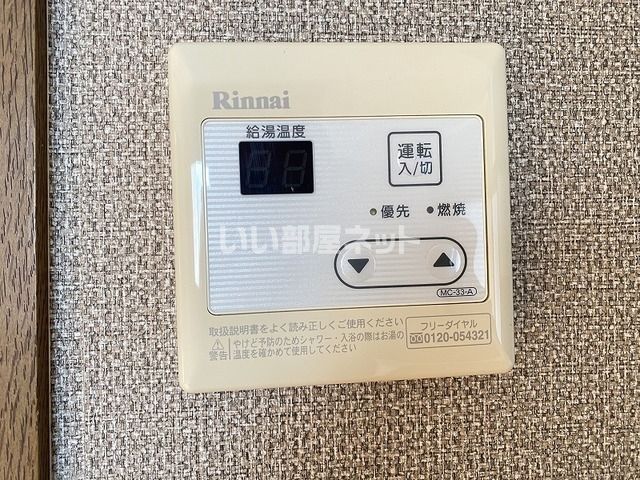 Rinnai
給湯温度
運転
入/切
優先 燃焼
いい部屋ネット
▼ ▲
MC-33-A
取扱説明書をよく読み正しくご使用ください
警告 やけど予防のためシャワー・入浴の際はお湯の
温度を確かめて使用してください
フリーダイヤル
0120-054321